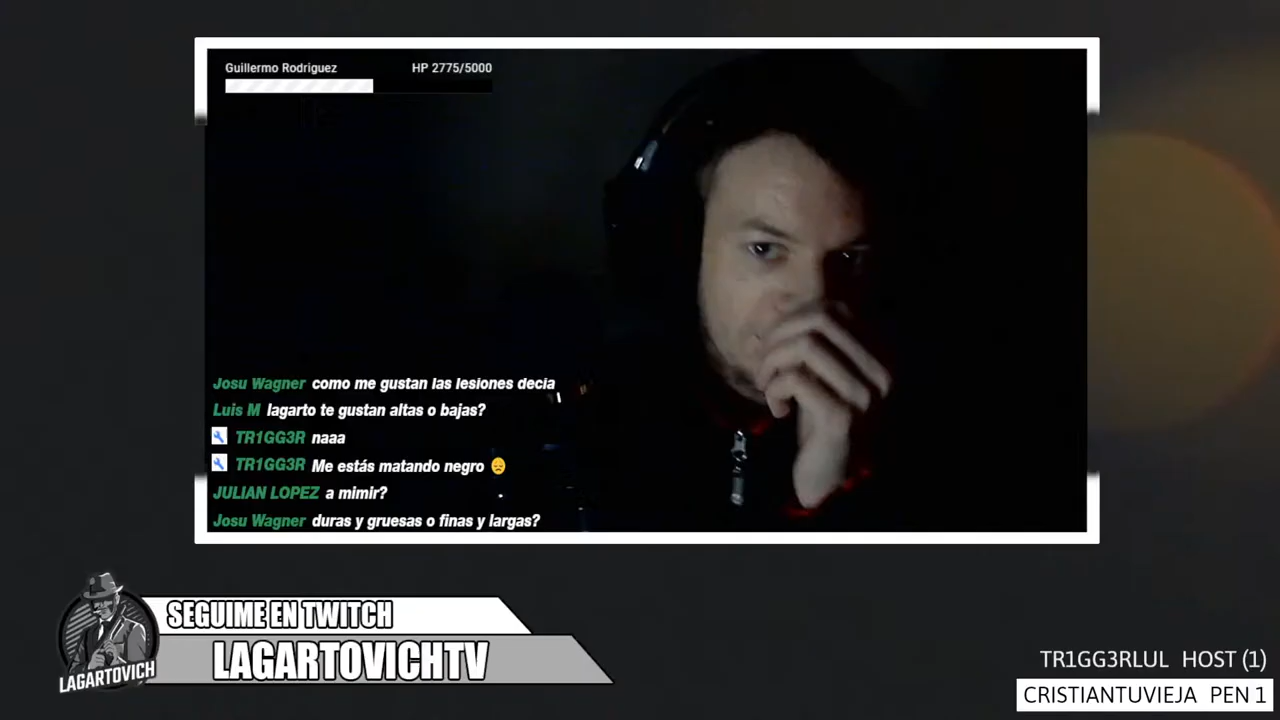 Guillermo Rodriguez HP 2775/5000
Josu Wagner como me gustan las lesiones decia
Luis M lagarto te gustan altas o bajas?
TR1GG3R naaa
TR1GG3R Me estás matando negro 😞
JULIAN LOPEZ a mimir?
Josu Wagner duras y gruesas o finas y largas?
SEGUIME EN TWITCH
LAGARTOVICHTV
LAGARTOVICH
TR1GG3RLUL HOST (1)
CRISTIANTUVIEJA PEN 1